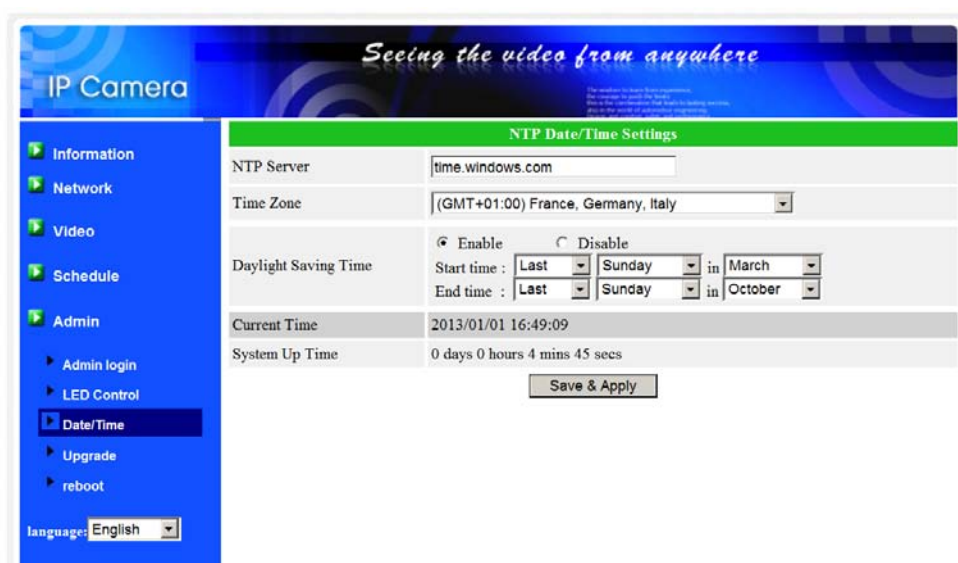 Seeing the video from anywhere
IP Camera
Information
Network
Video
Schedule
Admin
Admin login
LED Control
Date/Time
Upgrade
reboot
language: English
NTP Date/Time Settings
NTP Server time.windows.com
Time Zone (GMT+01:00) France, Germany, Italy
Daylight Saving Time
Enable Disable
Start time : Last Sunday in March
End time : Last Sunday in October
Current Time 2013/01/01 16:49:09
System Up Time 0 days 0 hours 4 mins 45 secs
Save & Apply